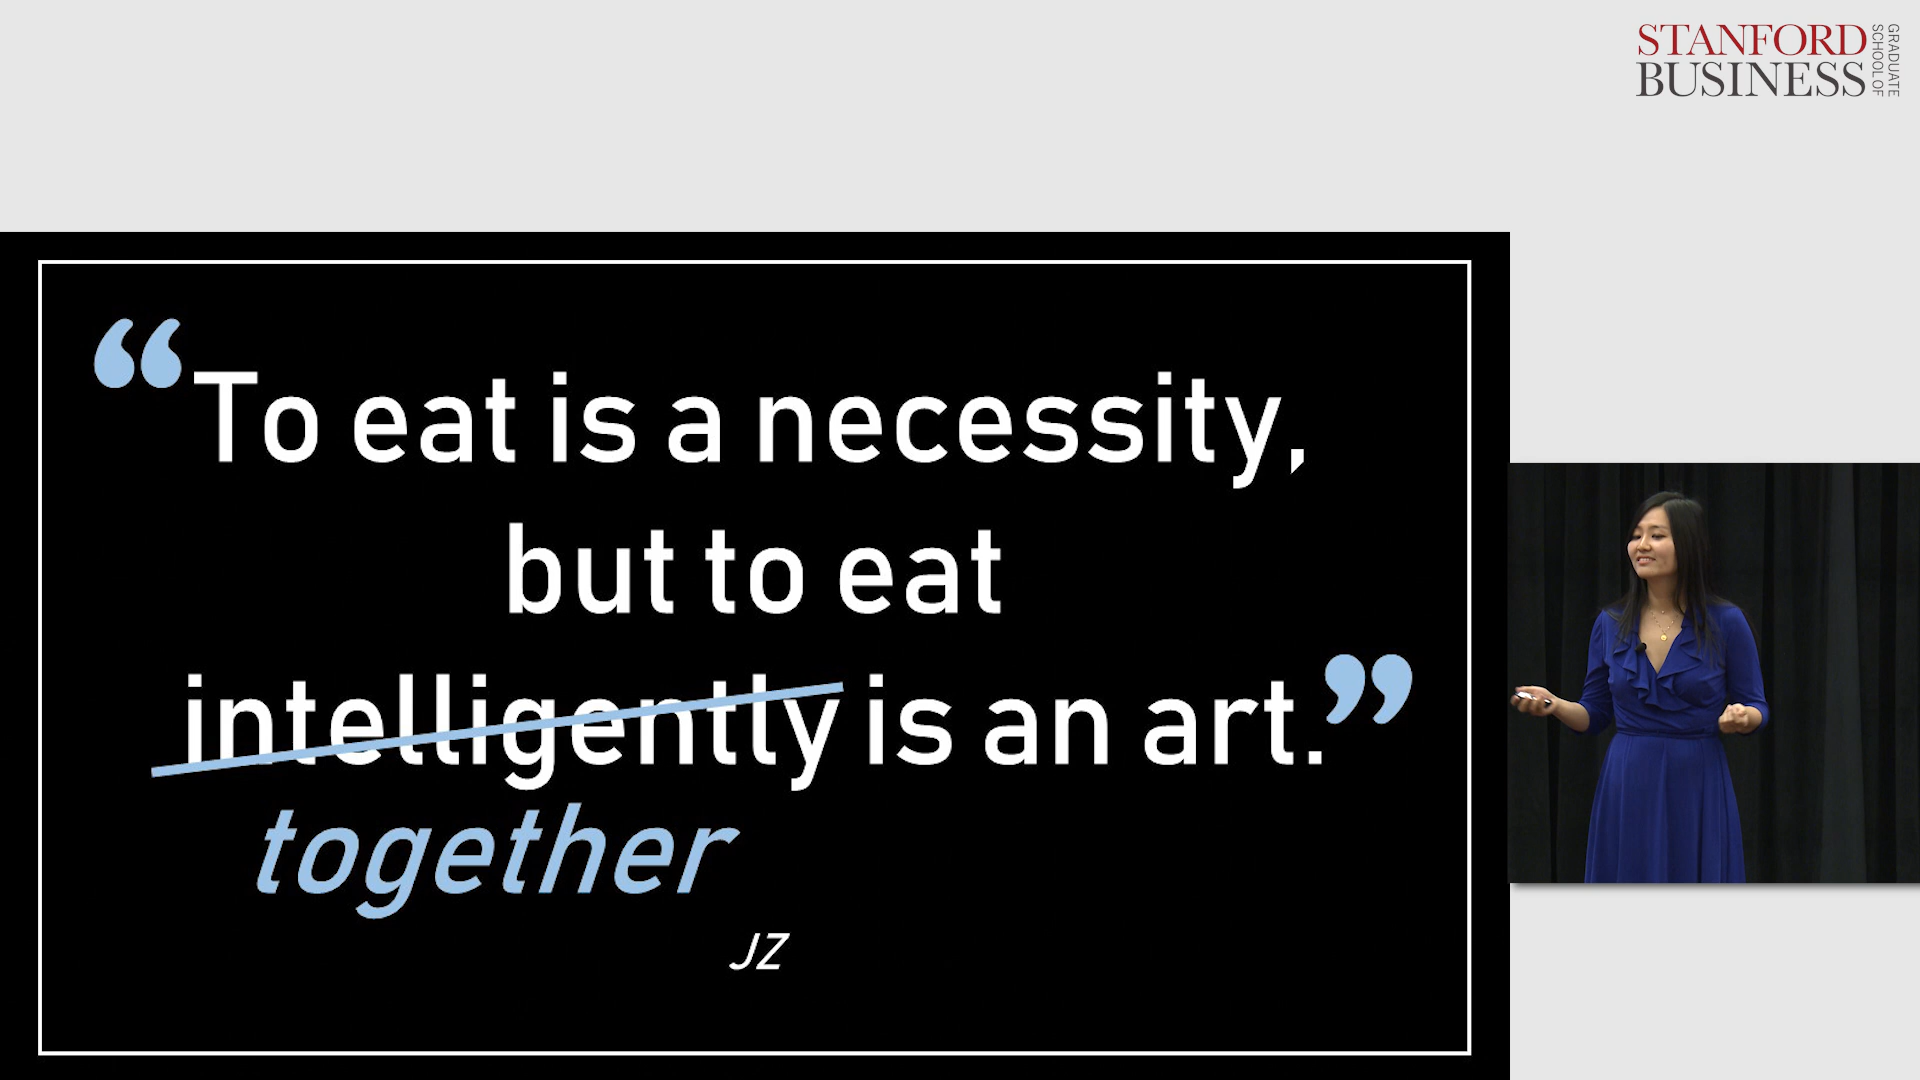 STANFORD
BUSINESS
GRADUATE
SCHOOL OF
“To eat is a necessity,
but to eat
intelligently is an art.”
together
JZ